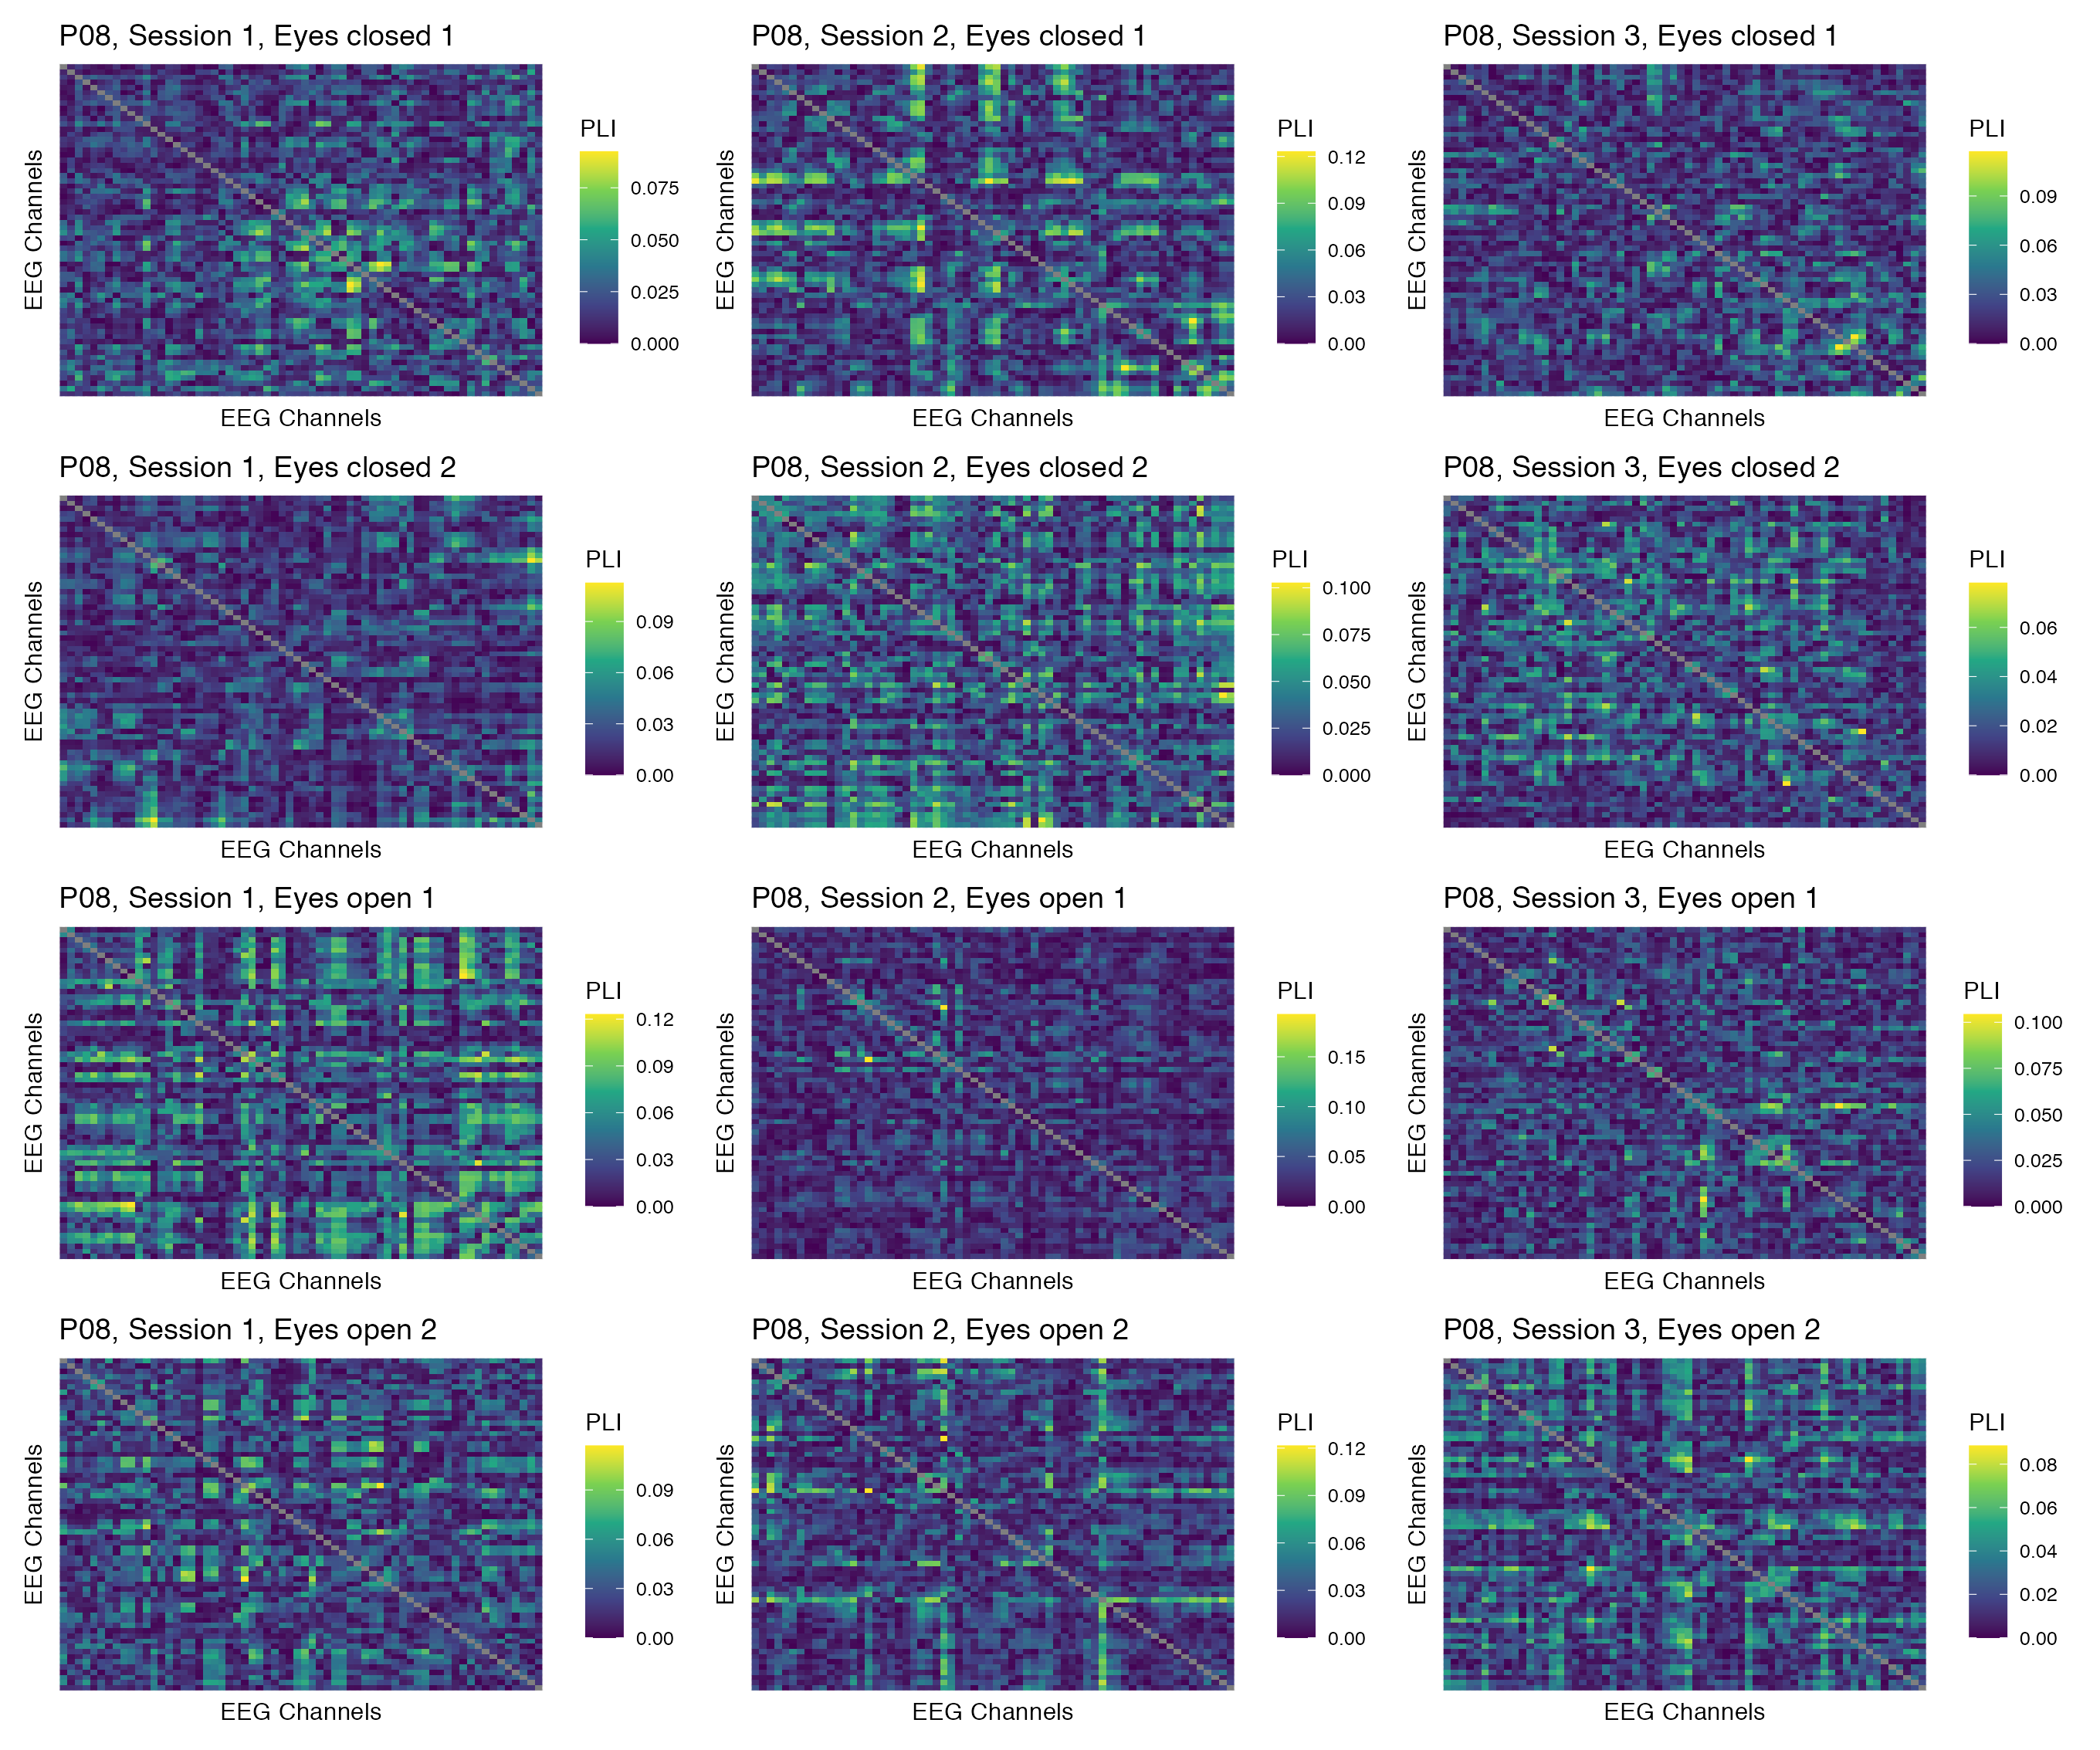 P08, Session 1, Eyes closed 1
P08, Session 2, Eyes closed 1
P08, Session 3, Eyes closed 1
EEG Channels
EEG Channels
PLI
0.075
0.050
0.025
0.000
EEG Channels
EEG Channels
PLI
0.12
0.09
0.06
0.03
0.00
EEG Channels
EEG Channels
PLI
0.09
0.06
0.03
0.00
P08, Session 1, Eyes closed 2
P08, Session 2, Eyes closed 2
P08, Session 3, Eyes closed 2
EEG Channels
EEG Channels
PLI
0.09
0.06
0.03
0.00
EEG Channels
EEG Channels
PLI
0.100
0.075
0.050
0.025
0.000
EEG Channels
EEG Channels
PLI
0.06
0.04
0.02
0.00
P08, Session 1, Eyes open 1
P08, Session 2, Eyes open 1
P08, Session 3, Eyes open 1
EEG Channels
EEG Channels
PLI
0.12
0.09
0.06
0.03
0.00
EEG Channels
EEG Channels
PLI
0.15
0.10
0.05
0.00
EEG Channels
EEG Channels
PLI
0.100
0.075
0.050
0.025
0.000
P08, Session 1, Eyes open 2
P08, Session 2, Eyes open 2
P08, Session 3, Eyes open 2
EEG Channels
EEG Channels
PLI
0.09
0.06
0.03
0.00
EEG Channels
EEG Channels
PLI
0.12
0.09
0.06
0.03
0.00
EEG Channels
EEG Channels
PLI
0.08
0.06
0.04
0.02
0.00